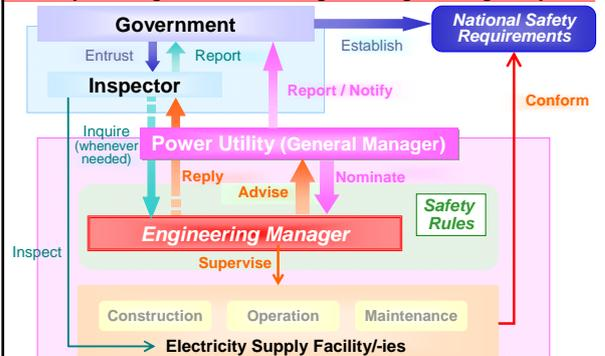 Government
National Safety
Requirements
Establish
Entrust
Report
Inspector
Report / Notify
Conform
Inquire
(whenever
needed)
Power Utility (General Manager)
Reply
Advise
Nominate
Safety
Rules
Engineering Manager
Inspect
Supervise
Construction
Operation
Maintenance
Electricity Supply Facility/-ies